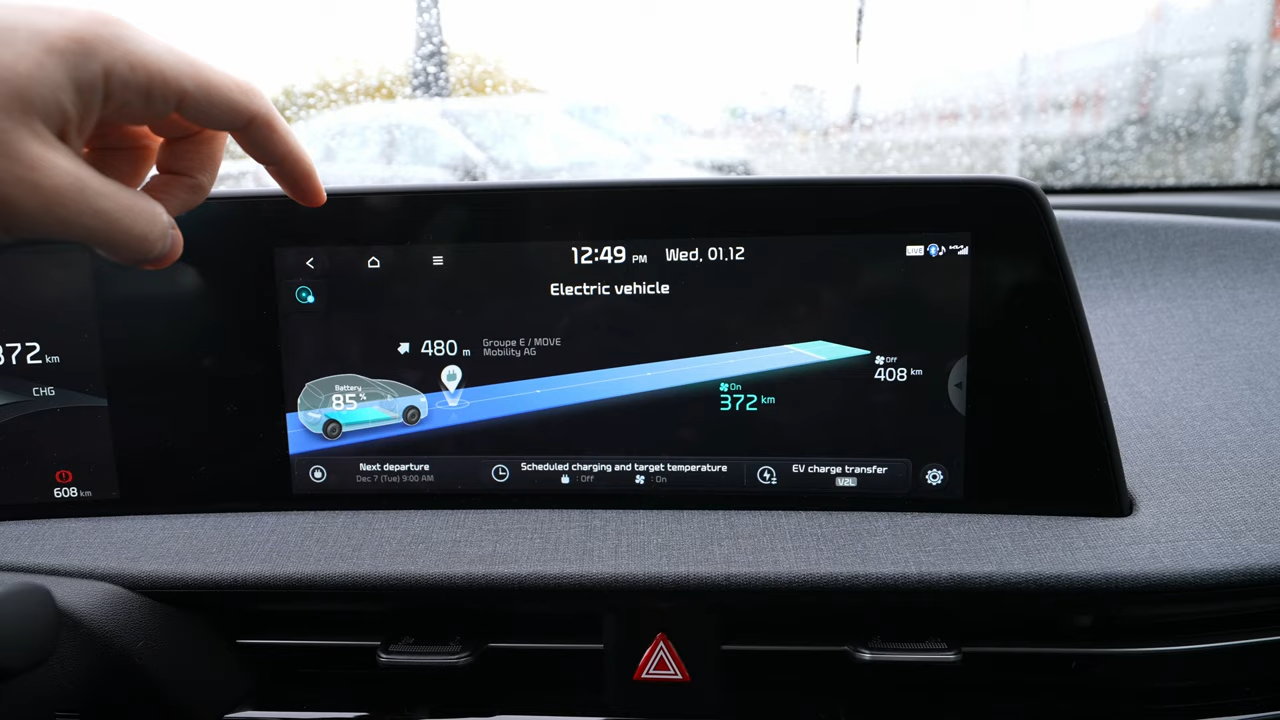 12:49 PM Wed, 01.12
LIVE
Electric vehicle
480 m
Groupe E / MOVE
Mobility AG
Battery
85%
On
372 km
Off
408 km
372 km
CHG
608 km
Next departure
Dec 7 (Tue) 9:00 AM
Scheduled charging and target temperature
: Off : On
EV charge transfer
V2L